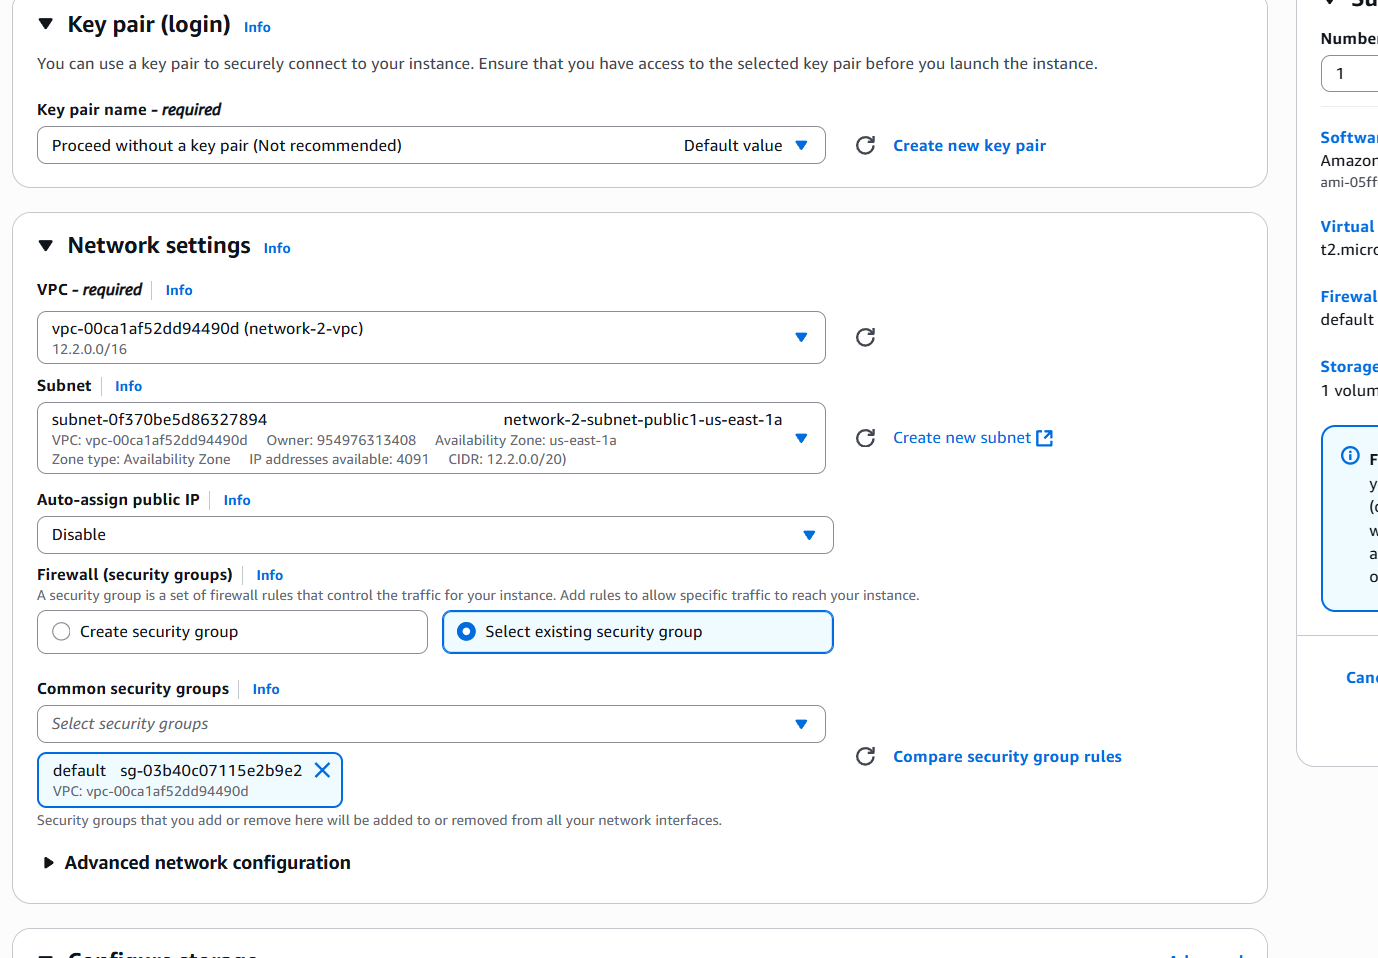 Key pair (login) Info
You can use a key pair to securely connect to your instance. Ensure that you have access to the selected key pair before you launch the instance.
Key pair name - required
Proceed without a key pair (Not recommended) Default value
Create new key pair
Network settings Info
VPC - required Info
vpc-00ca1af52dd94490d (network-2-vpc)
12.2.0.0/16
Subnet Info
subnet-0f370be5d86327894 network-2-subnet-public1-us-east-1a
VPC: vpc-00ca1af52dd94490d Owner: 954976313408 Availability Zone: us-east-1a
Zone type: Availability Zone IP addresses available: 4091 CIDR: 12.2.0.0/20)
Create new subnet
Auto-assign public IP Info
Disable
Firewall (security groups) Info
A security group is a set of firewall rules that control the traffic for your instance. Add rules to allow specific traffic to reach your instance.
Create security group
Select existing security group
Common security groups Info
Select security groups
default sg-03b40c07115e2b9e2
VPC: vpc-00ca1af52dd94490d
Compare security group rules
Security groups that you add or remove here will be added to or removed from all your network interfaces.
Advanced network configuration
Configure storage
Number
1
Softwa
Amazon
ami-05ff
Virtual
t2.micro
Firewal
default
Storage
1 volum
Canc